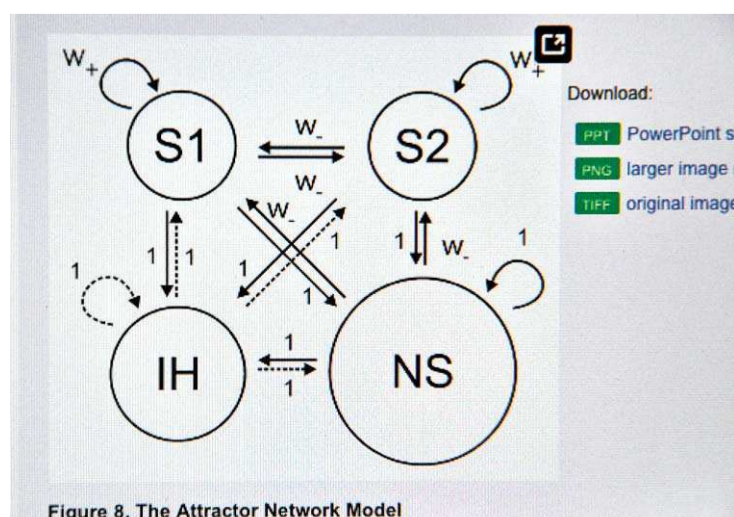 W+
W+
S1
W-
S2
Download:
PPT PowerPoint s
PNG larger image
TIFF original image
W-
W-
1
1
1
1
1
W-
1
1
1
IH
1
1
NS
Figure 8. The Attractor Network Model